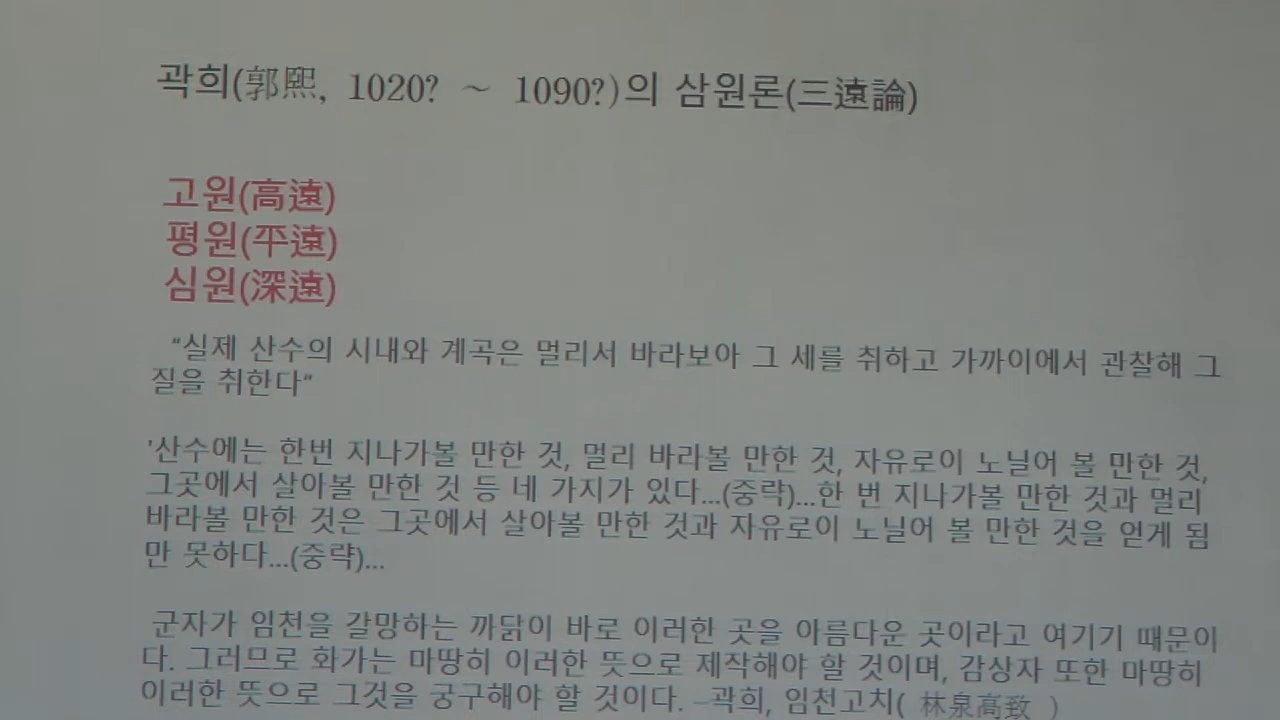 곽희(郭熙, 1020? ~ 1090?)의 삼원론(三遠論)
고원(高遠)
평원(平遠)
심원(深遠)
“실제 산수의 시내와 계곡은 멀리서 바라보아 그 세를 취하고 가까이에서 관찰해 그
질을 취한다“
'산수에는 한번 지나가볼 만한 것, 멀리 바라볼 만한 것, 자유로이 노닐어 볼 만한 것,
그곳에서 살아볼 만한 것 등 네 가지가 있다...(중략)...한 번 지나가볼 만한 것과 멀리
바라볼 만한 것은 그곳에서 살아볼 만한 것과 자유로이 노닐어 볼 만한 것을 얻게 됨
만 못하다...(중략)...
군자가 임천을 갈망하는 까닭이 바로 이러한 곳을 아름다운 곳이라고 여기기 때문이
다. 그러므로 화가는 마땅히 이러한 뜻으로 제작해야 할 것이며, 감상자 또한 마땅히
이러한 뜻으로 그것을 궁구해야 할 것이다. –곽희, 임천고치( 林泉高致 )